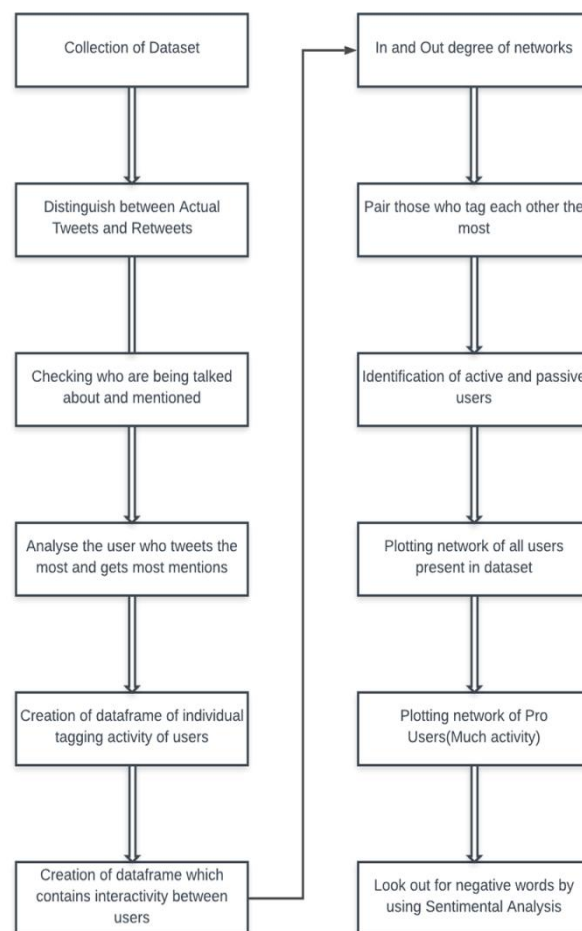 Collection of Dataset
Distinguish between Actual
Tweets and Retweets
Checking who are being talked
about and mentioned
Analyse the user who tweets the
most and gets most mentions
Creation of dataframe of individual
tagging activity of users
Creation of dataframe which
contains interactivity between
users
In and Out degree of networks
Pair those who tag each other the
most
Identification of active and passive
users
Plotting network of all users
present in dataset
Plotting network of Pro
Users(Much activity)
Look out for negative words by
using Sentimental Analysis